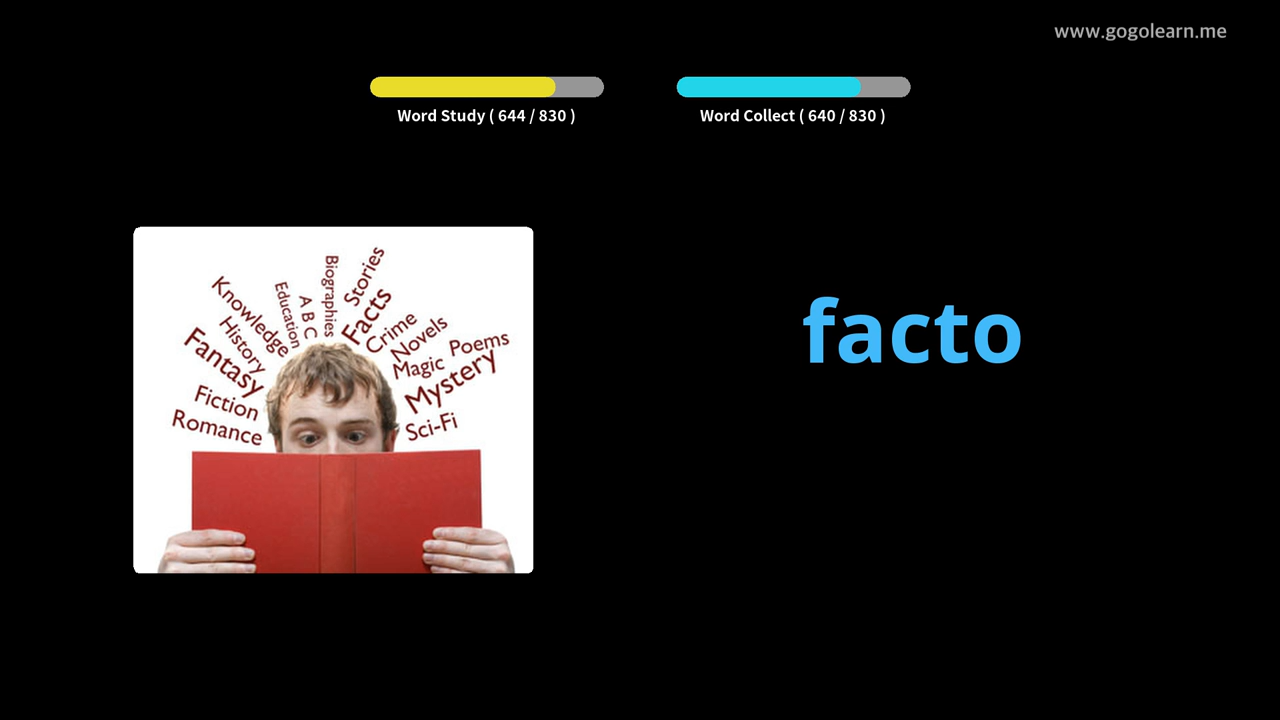 www.gogolearn.me
Word Study ( 644 / 830 )
Word Collect ( 640 / 830 )
Biographies
Stories
Facts
A B C
Education
Knowledge
History
Crime
Novels
Poems
Magic
Mystery
Fantasy
Fiction
Romance
Sci-Fi
facto